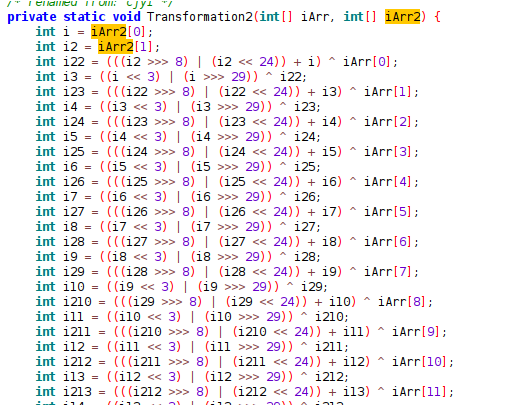 /* renamed from: cjyl */
private static void Transformation2(int[] iArr, int[] iArr2) {
int i = iArr2[0];
int i2 = iArr2[1];
int i22 = (((i2 >>> 8) | (i2 << 24)) + i) ^ iArr[0];
int i3 = ((i << 3) | (i >>> 29)) ^ i22;
int i23 = (((i22 >>> 8) | (i22 << 24)) + i3) ^ iArr[1];
int i4 = ((i3 << 3) | (i3 >>> 29)) ^ i23;
int i24 = (((i23 >>> 8) | (i23 << 24)) + i4) ^ iArr[2];
int i5 = ((i4 << 3) | (i4 >>> 29)) ^ i24;
int i25 = (((i24 >>> 8) | (i24 << 24)) + i5) ^ iArr[3];
int i6 = ((i5 << 3) | (i5 >>> 29)) ^ i25;
int i26 = (((i25 >>> 8) | (i25 << 24)) + i6) ^ iArr[4];
int i7 = ((i6 << 3) | (i6 >>> 29)) ^ i26;
int i27 = (((i26 >>> 8) | (i26 << 24)) + i7) ^ iArr[5];
int i8 = ((i7 << 3) | (i7 >>> 29)) ^ i27;
int i28 = (((i27 >>> 8) | (i27 << 24)) + i8) ^ iArr[6];
int i9 = ((i8 << 3) | (i8 >>> 29)) ^ i28;
int i29 = (((i28 >>> 8) | (i28 << 24)) + i9) ^ iArr[7];
int i10 = ((i9 << 3) | (i9 >>> 29)) ^ i29;
int i210 = (((i29 >>> 8) | (i29 << 24)) + i10) ^ iArr[8];
int i11 = ((i10 << 3) | (i10 >>> 29)) ^ i210;
int i211 = (((i210 >>> 8) | (i210 << 24)) + i11) ^ iArr[9];
int i12 = ((i11 << 3) | (i11 >>> 29)) ^ i211;
int i212 = (((i211 >>> 8) | (i211 << 24)) + i12) ^ iArr[10];
int i13 = ((i12 << 3) | (i12 >>> 29)) ^ i212;
int i213 = (((i212 >>> 8) | (i212 << 24)) + i13) ^ iArr[11];